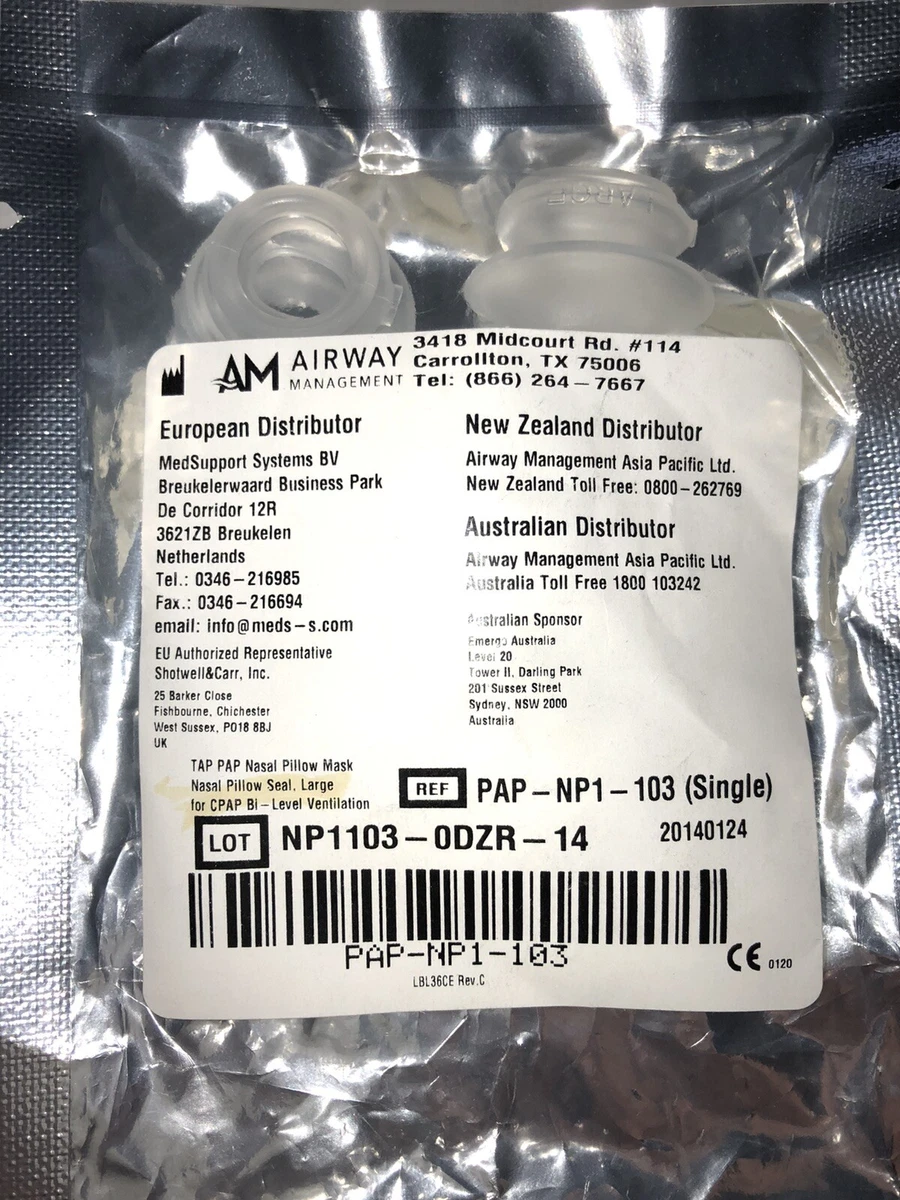 LARGE
AM AIRWAY MANAGEMENT
3418 Midcourt Rd. #114
Carrollton, TX 75006
Tel: (866) 264-7667
European Distributor
MedSupport Systems BV
Breukelerwaard Business Park
De Corridor 12R
3621ZB Breukelen
Netherlands
Tel.: 0346-216985
Fax.: 0346-216694
email: info@meds-s.com
EU Authorized Representative
Shotwell&Carr, Inc.
25 Barker Close
Fishbourne, Chichester
West Sussex, PO18 8BJ
UK
New Zealand Distributor
Airway Management Asia Pacific Ltd.
New Zealand Toll Free: 0800-262769
Australian Distributor
Airway Management Asia Pacific Ltd.
Australia Toll Free 1800 103242
Australian Sponsor
Emergo Australia
Level 20
Tower II, Darling Park
201 Sussex Street
Sydney, NSW 2000
Australia
TAP PAP Nasal Pillow Mask
Nasal Pillow Seal, Large
for CPAP Bi-Level Ventilation
REF PAP-NP1-103 (Single)
LOT NP1103-0DZR-14 20140124
PAP-NP1-103
CE 0120
LBL36CE Rev.C